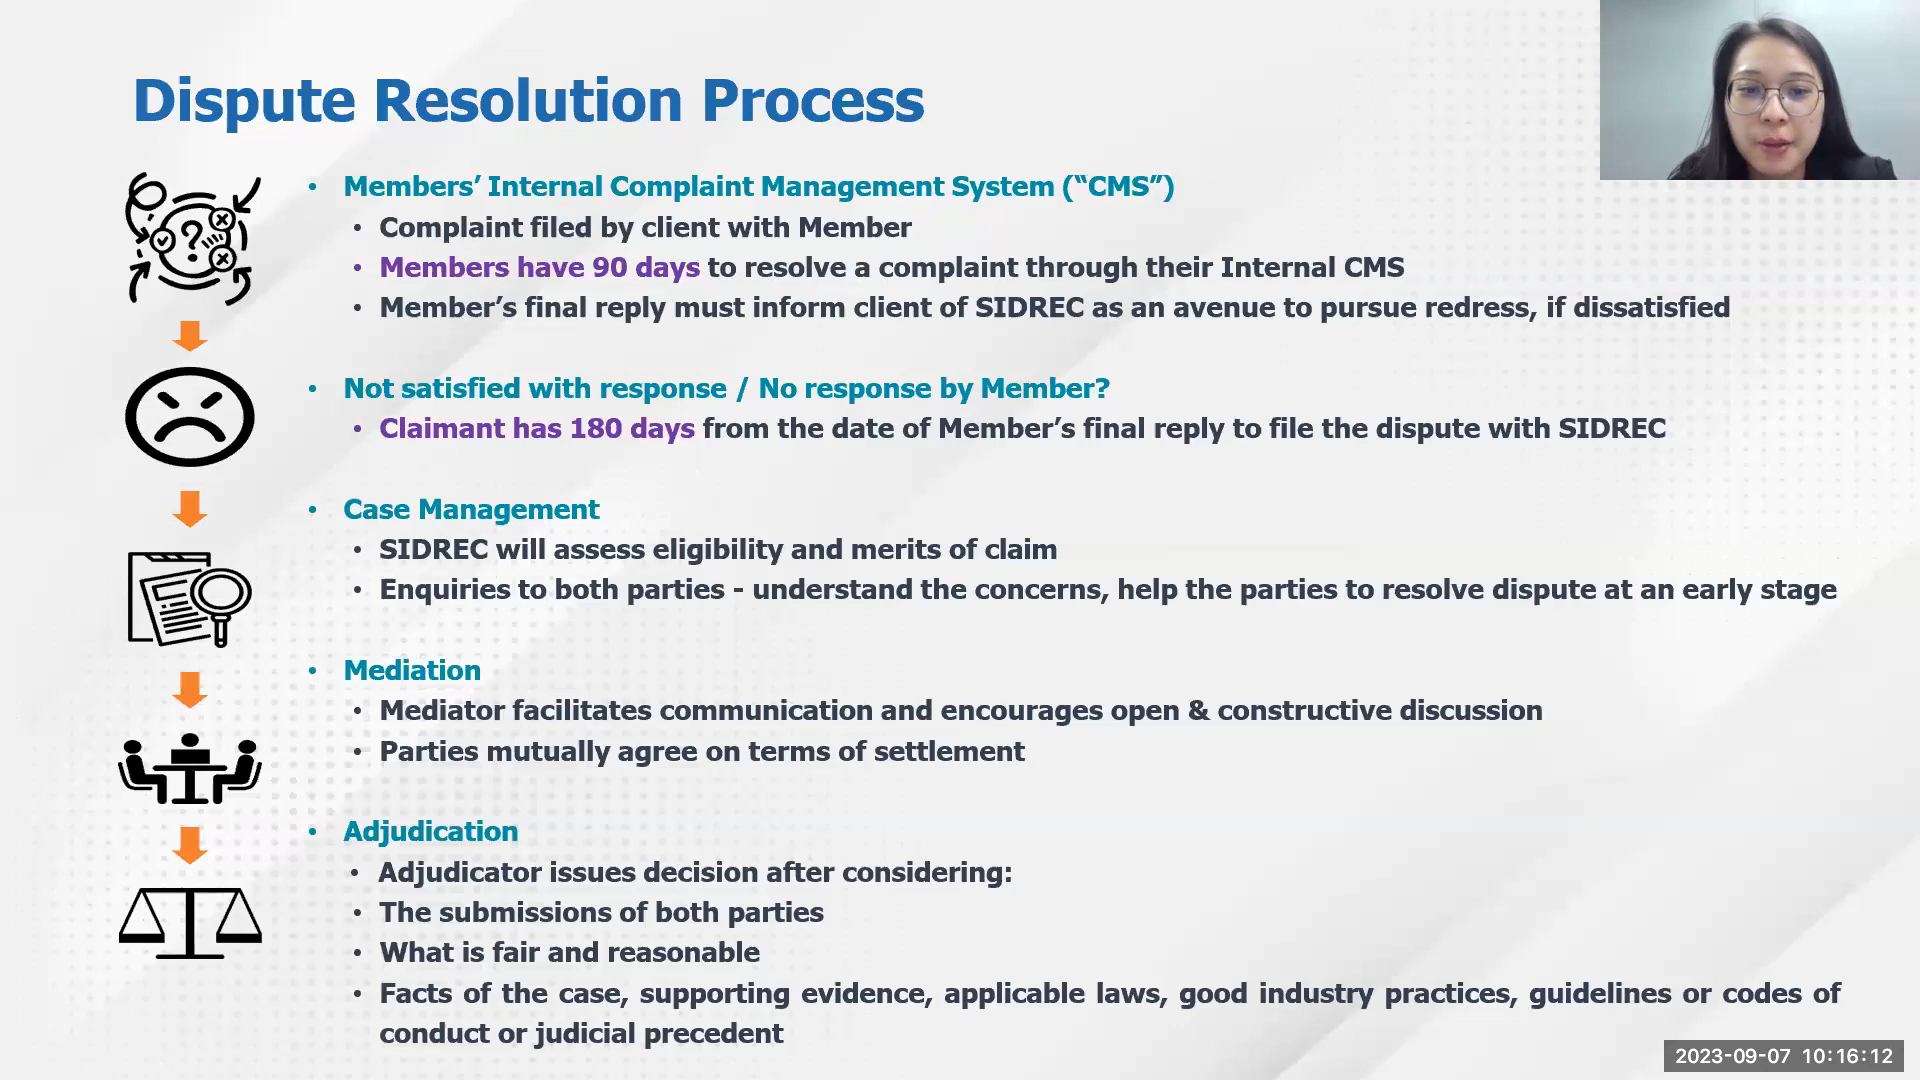 Dispute Resolution Process
• Members’ Internal Complaint Management System (“CMS”)
• Complaint filed by client with Member
• Members have 90 days to resolve a complaint through their Internal CMS
• Member’s final reply must inform client of SIDREC as an avenue to pursue redress, if dissatisfied
• Not satisfied with response / No response by Member?
• Claimant has 180 days from the date of Member’s final reply to file the dispute with SIDREC
• Case Management
• SIDREC will assess eligibility and merits of claim
• Enquiries to both parties - understand the concerns, help the parties to resolve dispute at an early stage
• Mediation
• Mediator facilitates communication and encourages open & constructive discussion
• Parties mutually agree on terms of settlement
• Adjudication
• Adjudicator issues decision after considering:
• The submissions of both parties
• What is fair and reasonable
• Facts of the case, supporting evidence, applicable laws, good industry practices, guidelines or codes of
conduct or judicial precedent
2023-09-07 10:16:12